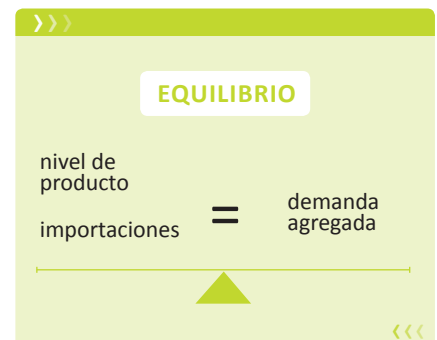 EQUILIBRIO
nivel de
producto
importaciones
=
demanda
agregada